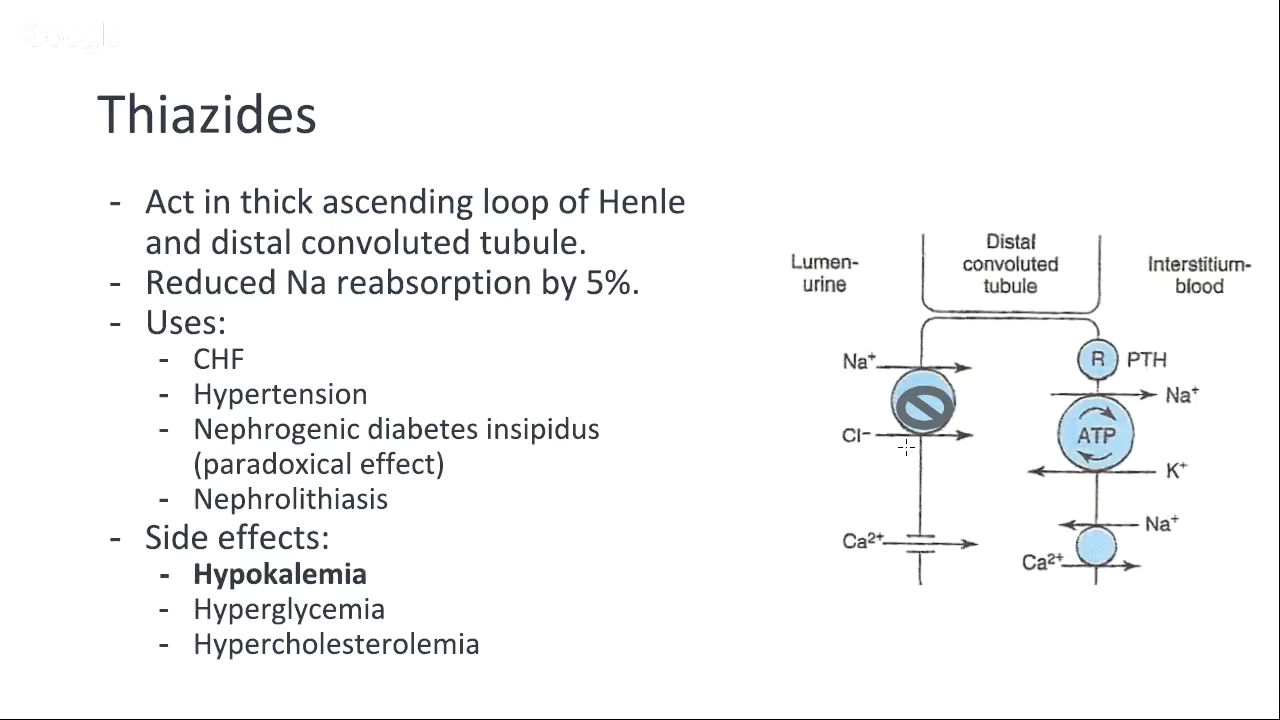 Thiazides
- Act in thick ascending loop of Henle
and distal convoluted tubule.
- Reduced Na reabsorption by 5%.
- Uses:
- CHF
- Hypertension
- Nephrogenic diabetes insipidus
(paradoxical effect)
- Nephrolithiasis
- Side effects:
- Hypokalemia
- Hyperglycemia
- Hypercholesterolemia
Lumen-
urine
Distal
convoluted
tubule
Interstitium-
blood
Na⁺
Cl⁻
Ca²⁺
R PTH
Na⁺
ATP
K⁺
Na⁺
Ca²⁺